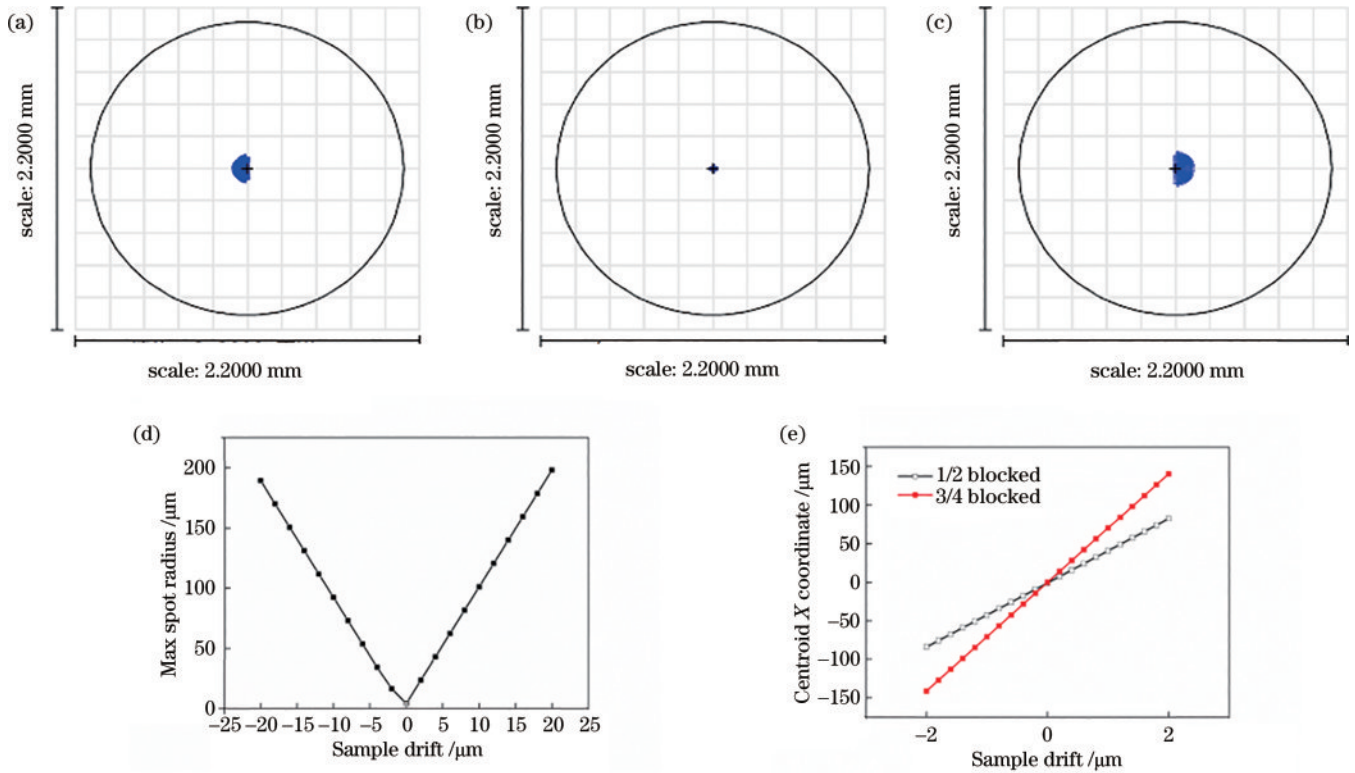 (a)
scale: 2.2000 mm
scale: 2.2000 mm
(b)
scale: 2.2000 mm
scale: 2.2000 mm
(c)
scale: 2.2000 mm
scale: 2.2000 mm
(d)
Max spot radius /μm
200
150
100
50
0
−25 −20 −15 −10 −5 0 5 10 15 20 25
Sample drift /μm
(e)
Centroid X coordinate /μm
150
100
50
0
−50
−100
−150
1/2 blocked
3/4 blocked
−2 0 2
Sample drift /μm